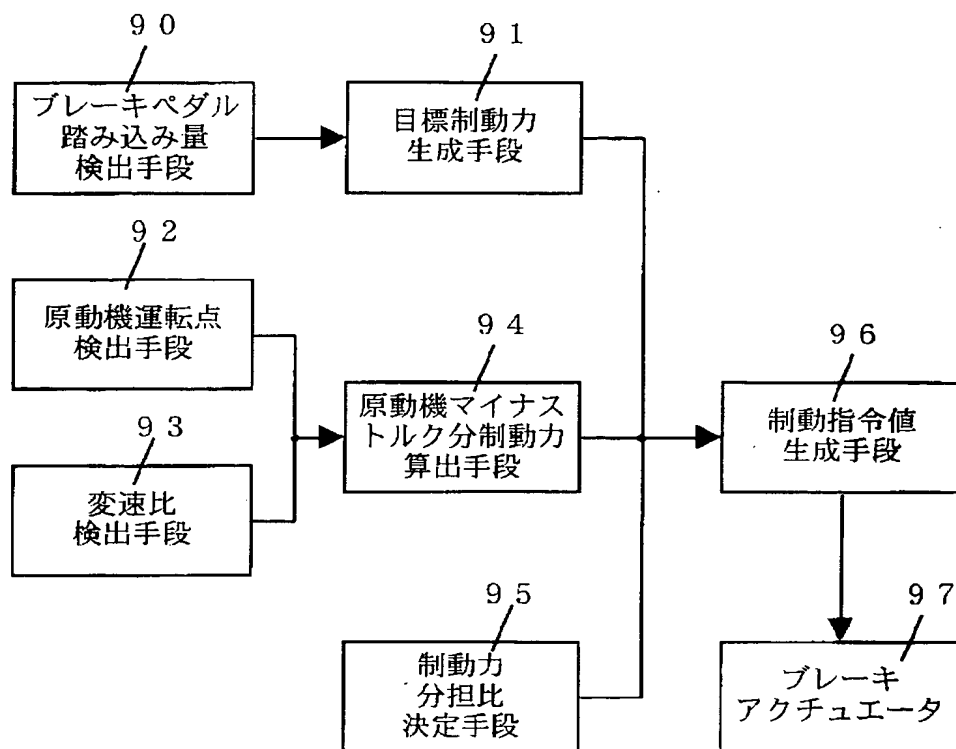 ９０
ブレーキペダル
踏み込み量
検出手段
９１
目標制動力
生成手段
９２
原動機運転点
検出手段
９３
変速比
検出手段
９４
原動機マイナス
トルク分制動力
算出手段
９５
制動力
分担比
決定手段
９６
制動指令値
生成手段
９７
ブレーキ
アクチュエータ